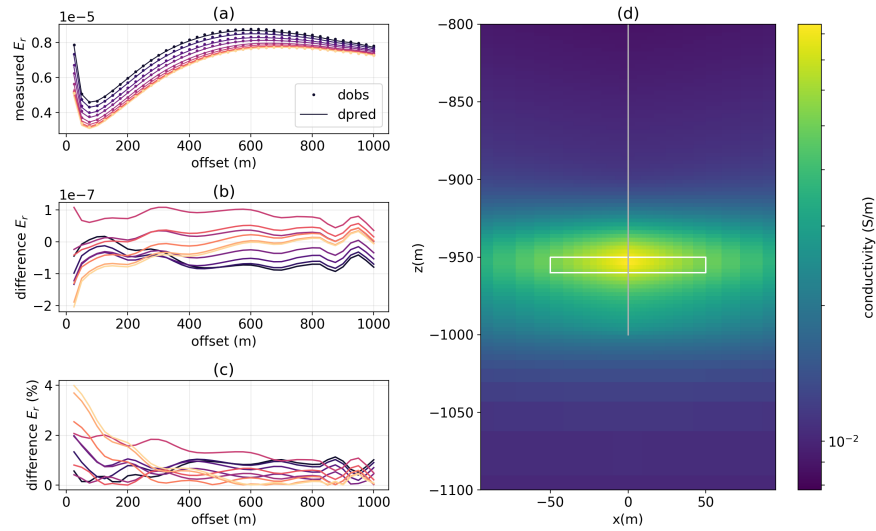 (a)
1e−5
measured E_r
0.8
0.6
0.4
dobs
dpred
0 200 400 600 800 1000
offset (m)
(b)
1e−7
difference E_r
1
0
−1
−2
0 200 400 600 800 1000
offset (m)
(c)
difference E_r (%)
4
2
0
0 200 400 600 800 1000
offset (m)
(d)
z(m)
−800
−850
−900
−950
−1000
−1050
−1100
−50 0 50
x(m)
10⁻²
conductivity (S/m)